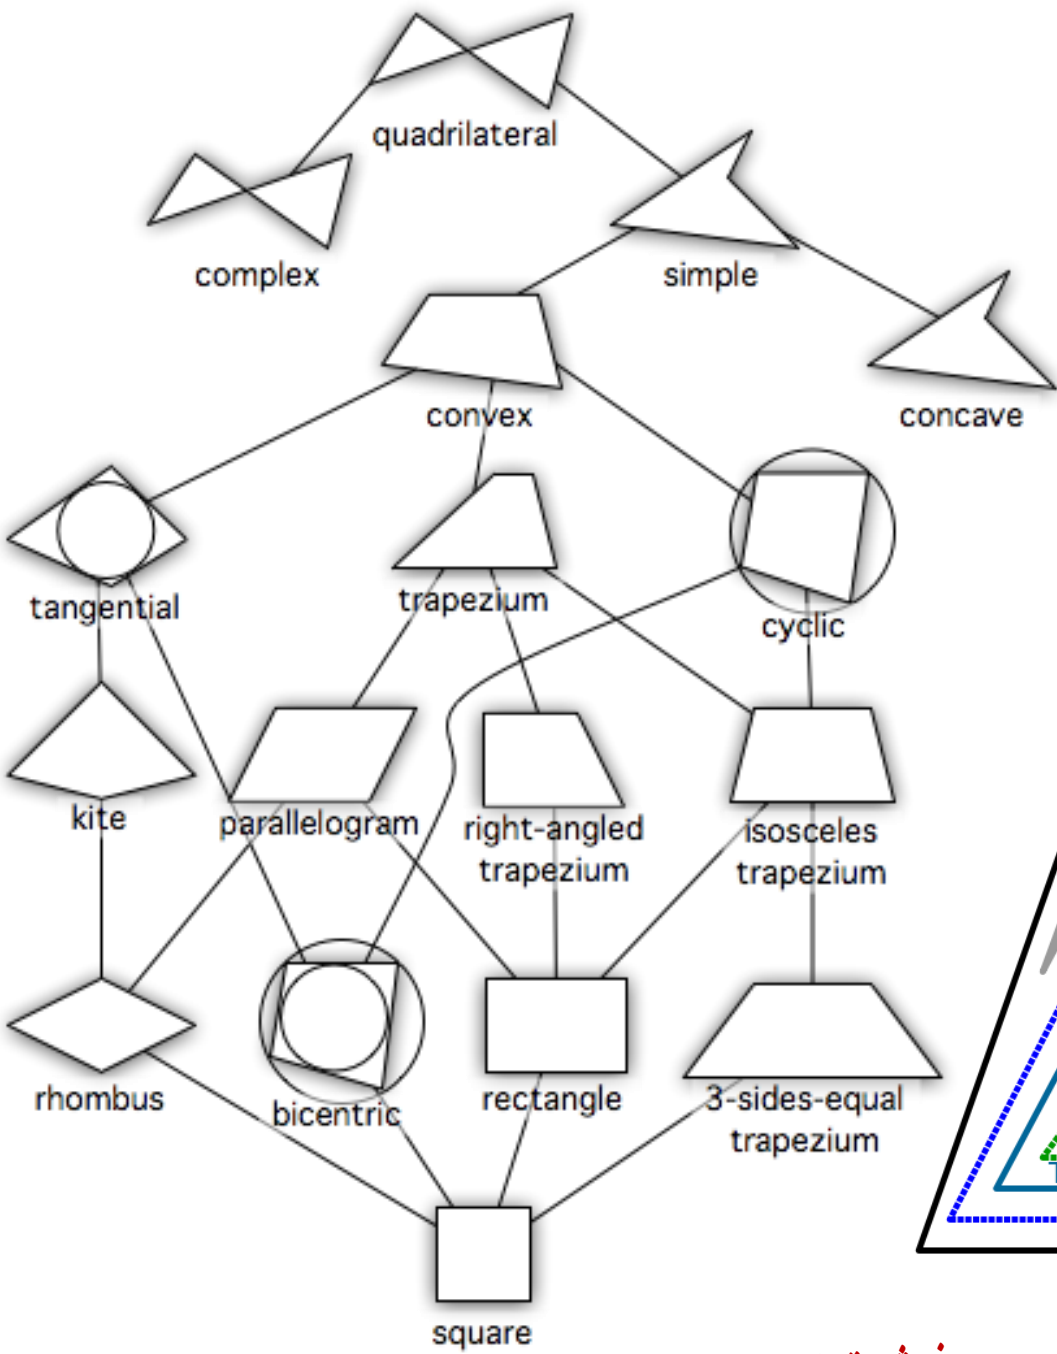 quadrilateral
complex
simple
convex
concave
tangential
trapezium
cyclic
kite
parallelogram
right-angled
trapezium
isosceles
trapezium
rhombus
bicentric
rectangle
3-sides-equal
trapezium
square